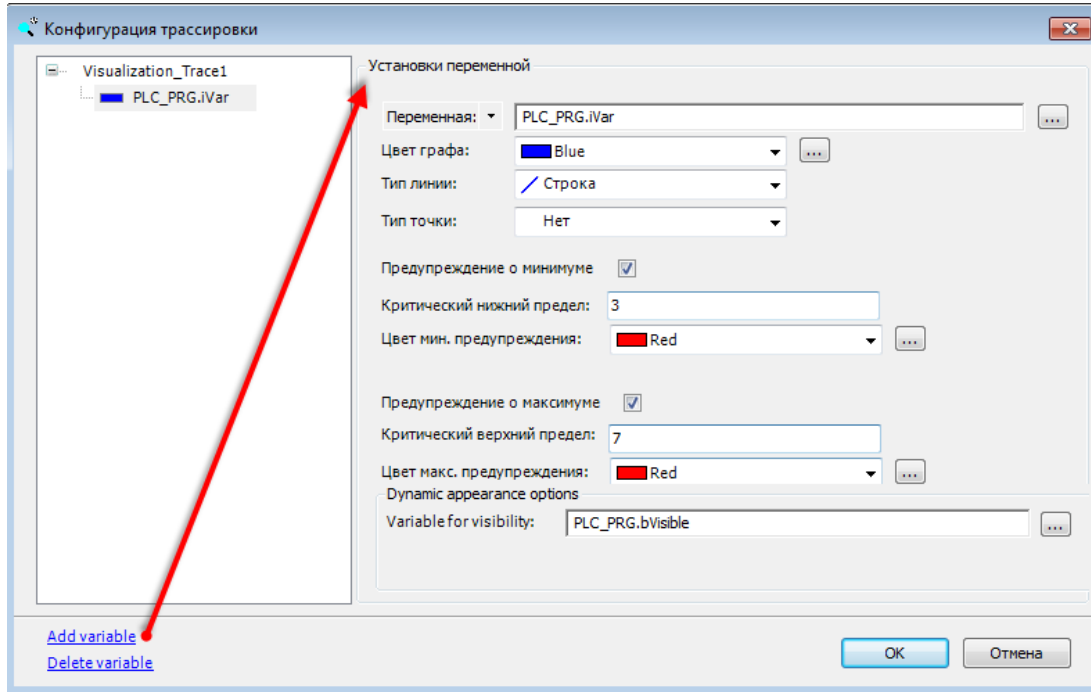 Конфигурация трассировки
Visualization_Trace1
PLC_PRG.iVar
Установки переменной
Переменная: PLC_PRG.iVar ...
Цвет графа: Blue ...
Тип линии: Строка
Тип точки: Нет
Предупреждение о минимуме
Критический нижний предел: 3
Цвет мин. предупреждения: Red ...
Предупреждение о максимуме
Критический верхний предел: 7
Цвет макс. предупреждения: Red ...
Dynamic appearance options
Variable for visibility: PLC_PRG.bVisible ...
Add variable
Delete variable
OK Отмена